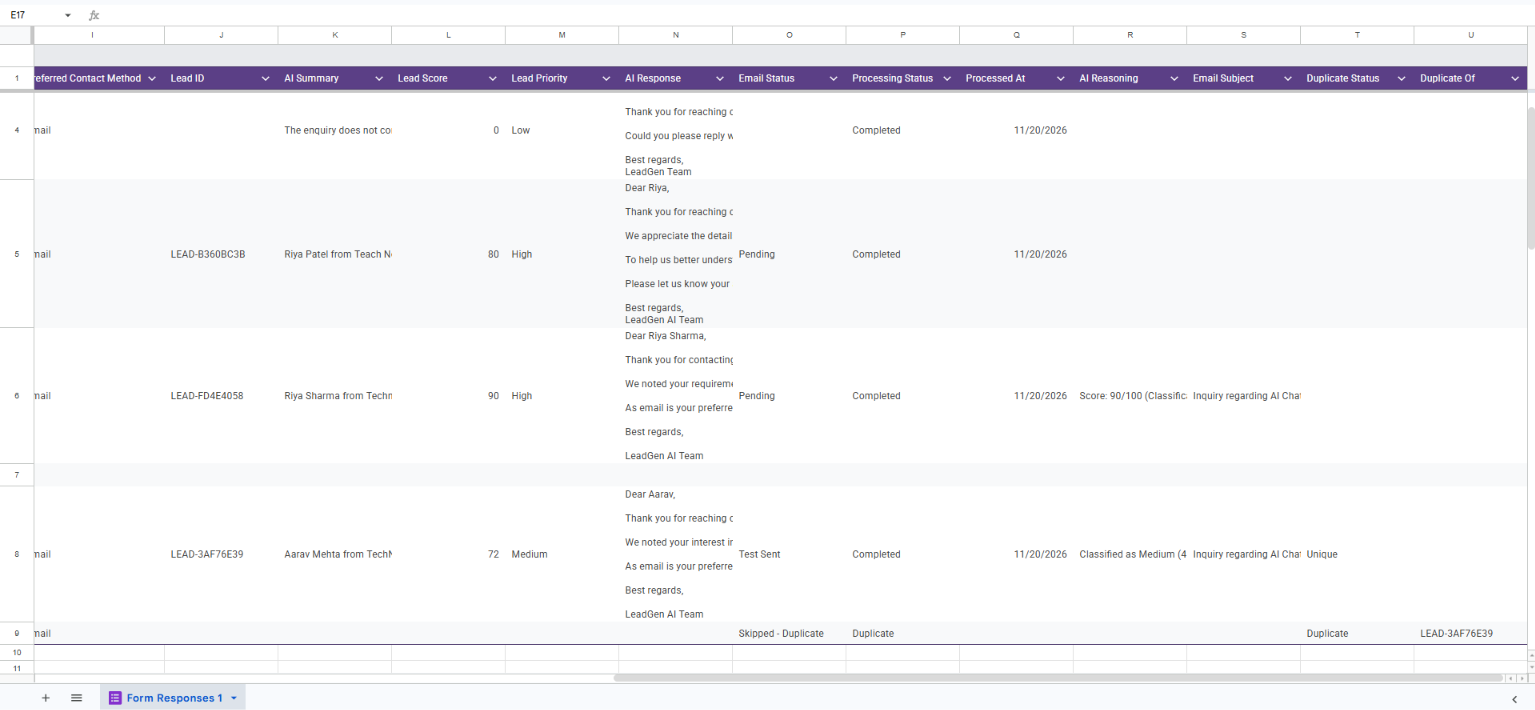 E17
fx
I J K L M N O P Q R S T U
1 referred Contact Method Lead ID AI Summary Lead Score Lead Priority AI Response Email Status Processing Status Processed At AI Reasoning Email Subject Duplicate Status Duplicate Of
Thank you for reaching c
4 mail The enquiry does not co 0 Low Completed 11/20/2026
Could you please reply w
Best regards,
LeadGen Team
Dear Riya,
Thank you for reaching c
We appreciate the detail
5 mail LEAD-B360BC3B Riya Patel from Teach N 80 High Pending Completed 11/20/2026
To help us better unders
Please let us know your
Best regards,
LeadGen AI Team
Dear Riya Sharma,
Thank you for contacting
We noted your requireme
6 mail LEAD-FD4E4058 Riya Sharma from Techn 90 High Pending Completed 11/20/2026 Score: 90/100 (Classific Inquiry regarding AI Chat
As email is your preferre
Best regards,
LeadGen AI Team
7
Dear Aarav,
Thank you for reaching c
We noted your interest in
8 mail LEAD-3AF76E39 Aarav Mehta from TechN 72 Medium Test Sent Completed 11/20/2026 Classified as Medium (4 Inquiry regarding AI Chat Unique
As email is your preferre
Best regards,
LeadGen AI Team
9 mail Skipped - Duplicate Duplicate Duplicate LEAD-3AF76E39
10
11
Form Responses 1